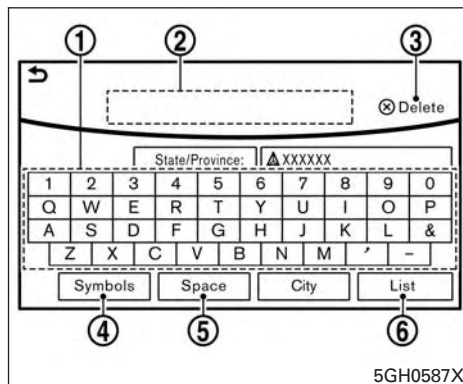 1 2 3
⊗ Delete
State/Province: XXXXXX
1 2 3 4 5 6 7 8 9 0
Q W E R T Y U I O P
A S D F G H J K L &
Z X C V B N M ′ –
Symbols Space City List
4 5 6
5GH0587X